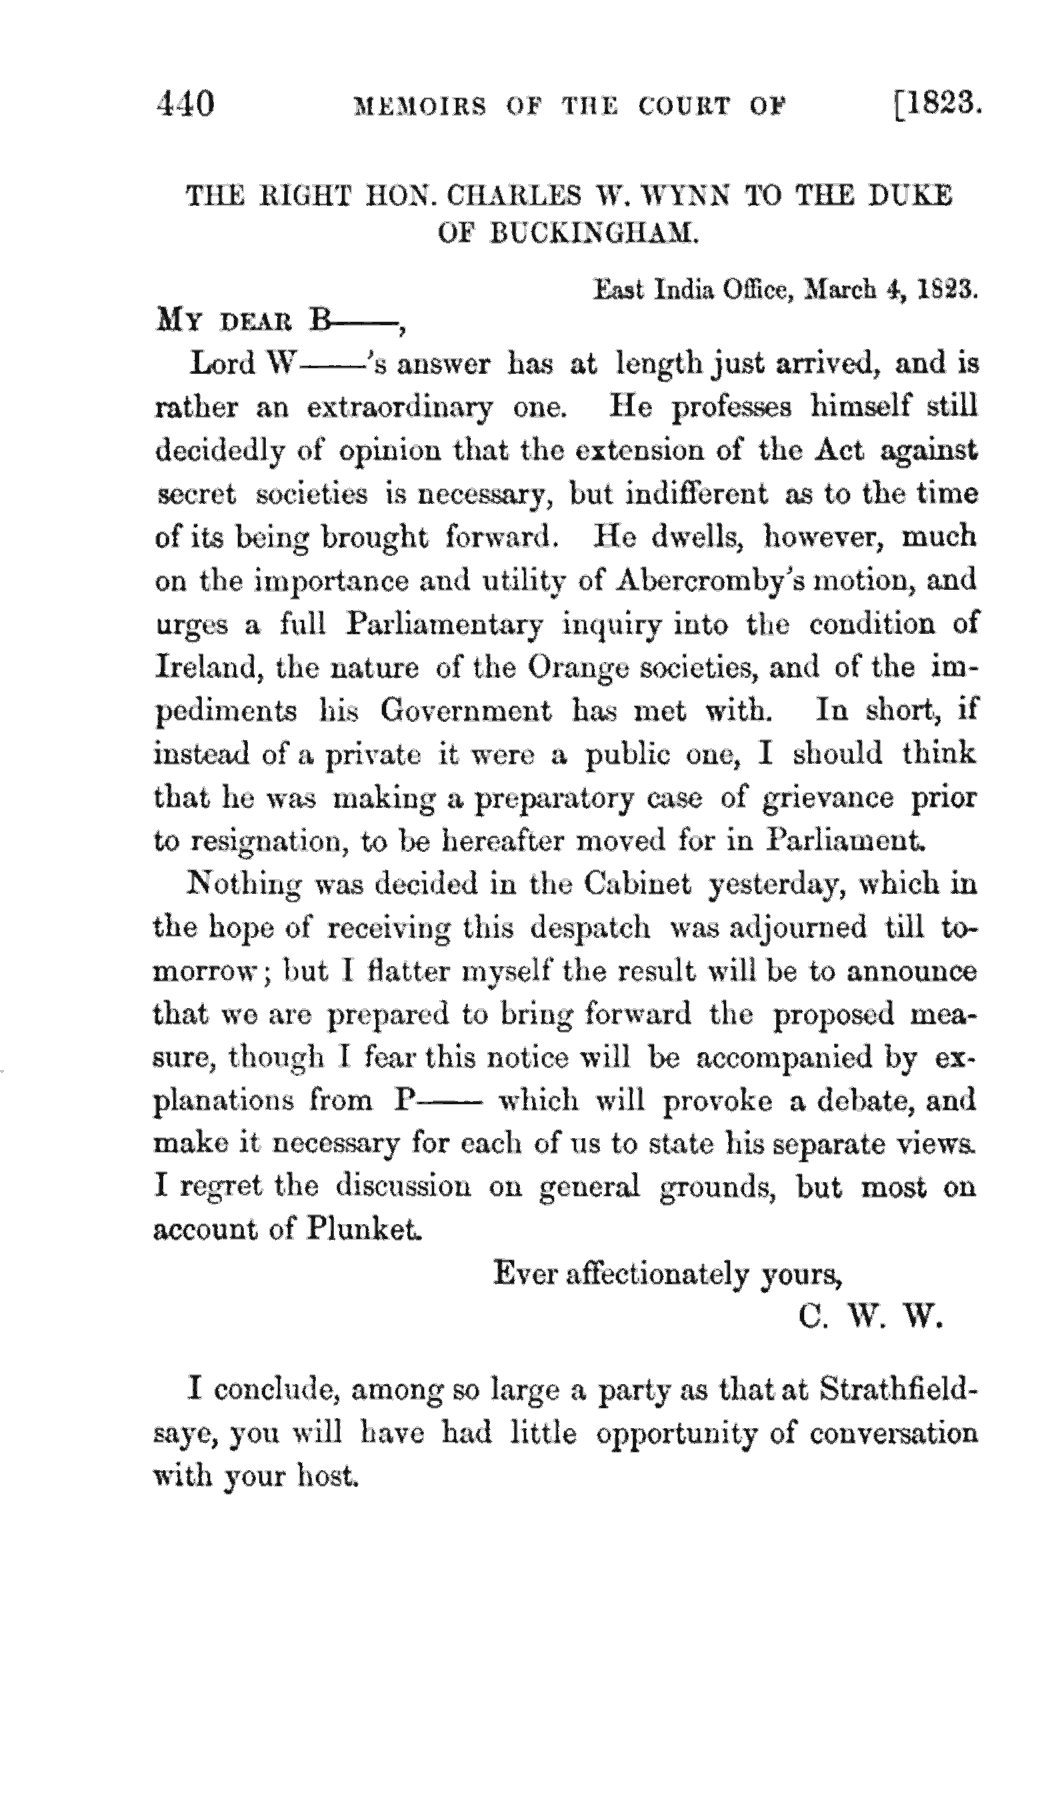 440 MEMOIRS OF THE COURT OF [1823.
THE RIGHT HON. CHARLES W. WYNN TO THE DUKE
OF BUCKINGHAM.
East India Office, March 4, 1823.
MY DEAR B——,
Lord W——'s answer has at length just arrived, and is
rather an extraordinary one. He professes himself still
decidedly of opinion that the extension of the Act against
secret societies is necessary, but indifferent as to the time
of its being brought forward. He dwells, however, much
on the importance and utility of Abercromby's motion, and
urges a full Parliamentary inquiry into the condition of
Ireland, the nature of the Orange societies, and of the im-
pediments his Government has met with. In short, if
instead of a private it were a public one, I should think
that he was making a preparatory case of grievance prior
to resignation, to be hereafter moved for in Parliament.
Nothing was decided in the Cabinet yesterday, which in
the hope of receiving this despatch was adjourned till to-
morrow; but I flatter myself the result will be to announce
that we are prepared to bring forward the proposed mea-
sure, though I fear this notice will be accompanied by ex-
planations from P—— which will provoke a debate, and
make it necessary for each of us to state his separate views.
I regret the discussion on general grounds, but most on
account of Plunket.
Ever affectionately yours,
C. W. W.
I conclude, among so large a party as that at Strathfield-
saye, you will have had little opportunity of conversation
with your host.